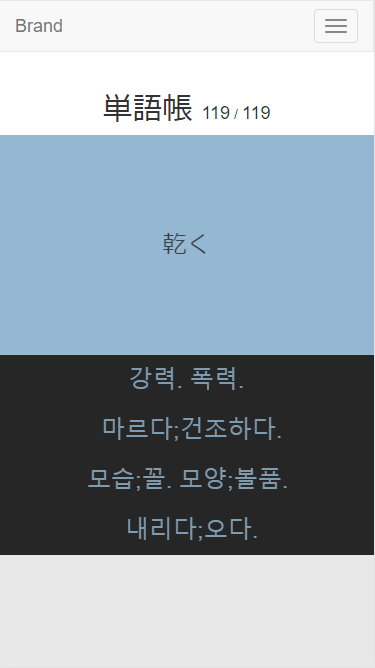 Brand
単語帳 119 / 119
乾く
강력. 폭력.
마르다;건조하다.
모습;꼴. 모양;볼품.
내리다;오다.